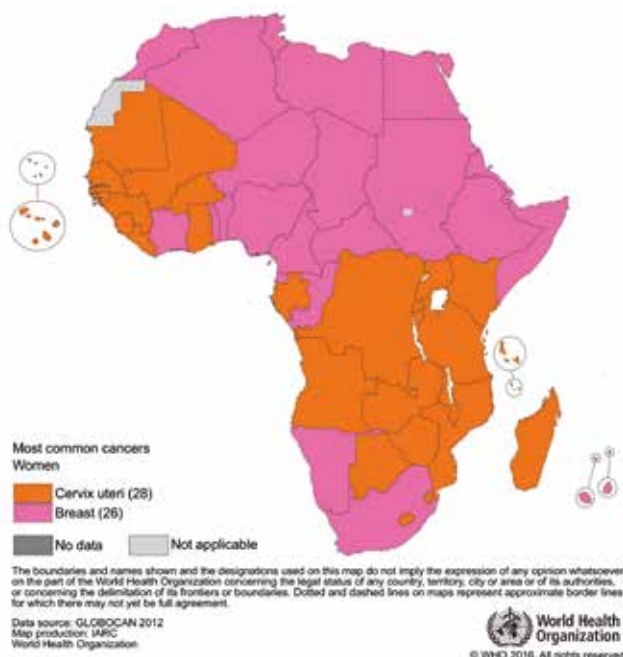 Most common cancers
Women
Cervix uteri (28)
Breast (26)
No data
Not applicable
The boundaries and names shown and the designations used on this map do not imply the expression of any opinion whatsoever
on the part of the World Health Organization concerning the legal status of any country, territory, city or area or of its authorities,
or concerning the delimitation of its frontiers or boundaries. Dotted and dashed lines on maps represent approximate border lines
for which there may not yet be full agreement.
Data source: GLOBOCAN 2012
Map production: IARC
World Health Organization
World Health
Organization
© WHO 2016. All rights reserved